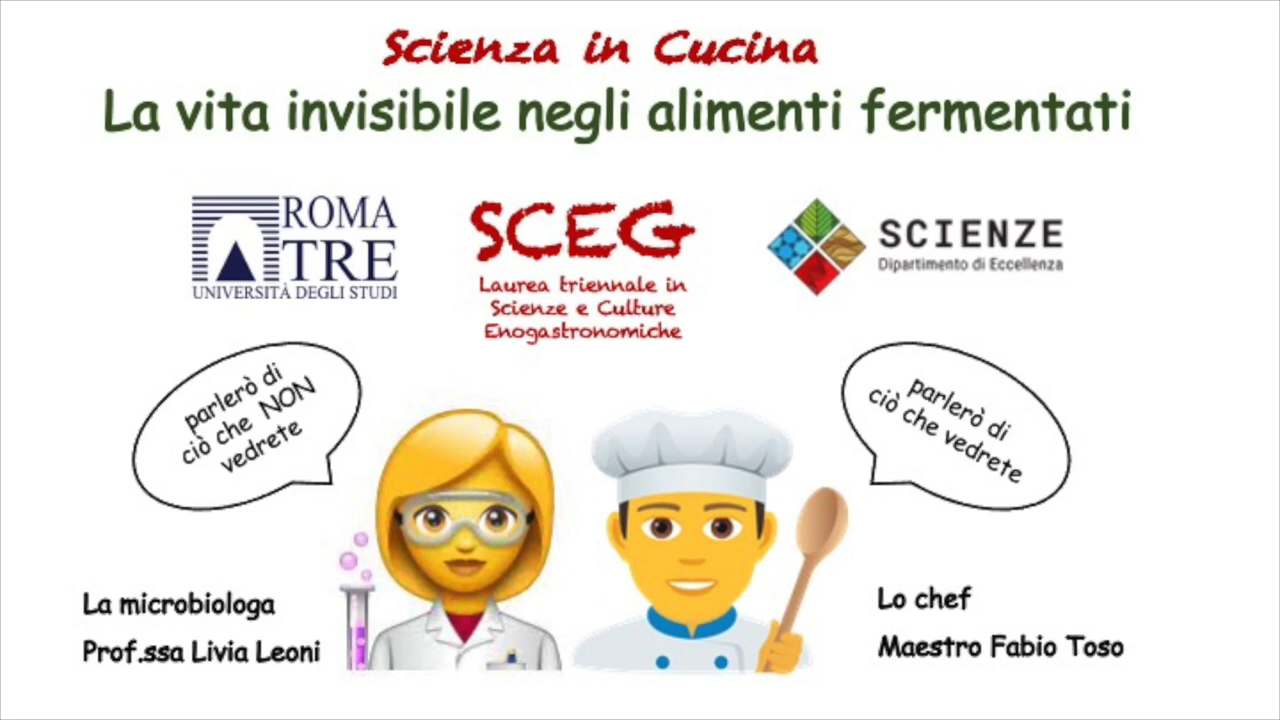 Scienza in Cucina
La vita invisibile negli alimenti fermentati
ROMA
TRE
UNIVERSITÀ DEGLI STUDI
SCEG
Laurea triennale in
Scienze e Culture
Enogastronomiche
SCIENZE
Dipartimento di Eccellenza
parlerò di
ciò che NON
vedrete
parlerò di
ciò che vedrete
La microbiologa
Prof.ssa Livia Leoni
Lo chef
Maestro Fabio Toso